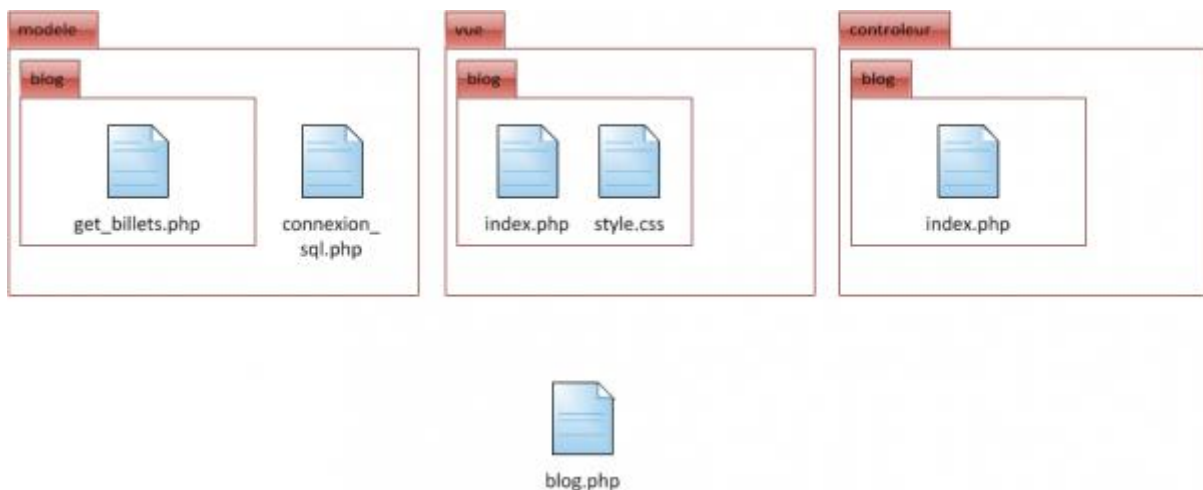 modele
vue
controleur
blog
blog
blog
get_billets.php
connexion_
sql.php
index.php
style.css
index.php
blog.php